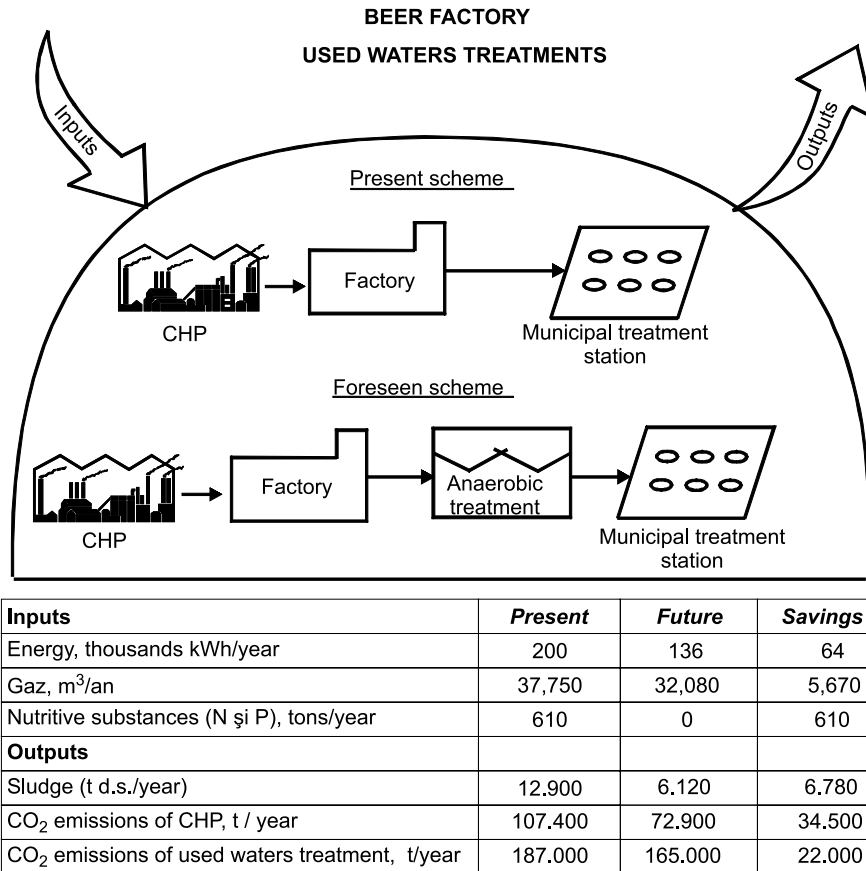 BEER FACTORY
USED WATERS TREATMENTS
Inputs
Outputs
Present scheme
Factory
CHP
Municipal treatment
station
Foreseen scheme
Factory
Anaerobic
treatment
CHP
Municipal treatment
station
Inputs Present Future Savings
Energy, thousands kWh/year 200 136 64
Gaz, m³/an 37,750 32,080 5,670
Nutritive substances (N şi P), tons/year 610 0 610
Outputs
Sludge (t d.s./year) 12.900 6.120 6.780
CO₂ emissions of CHP, t / year 107.400 72.900 34.500
CO₂ emissions of used waters treatment, t/year 187.000 165.000 22.000